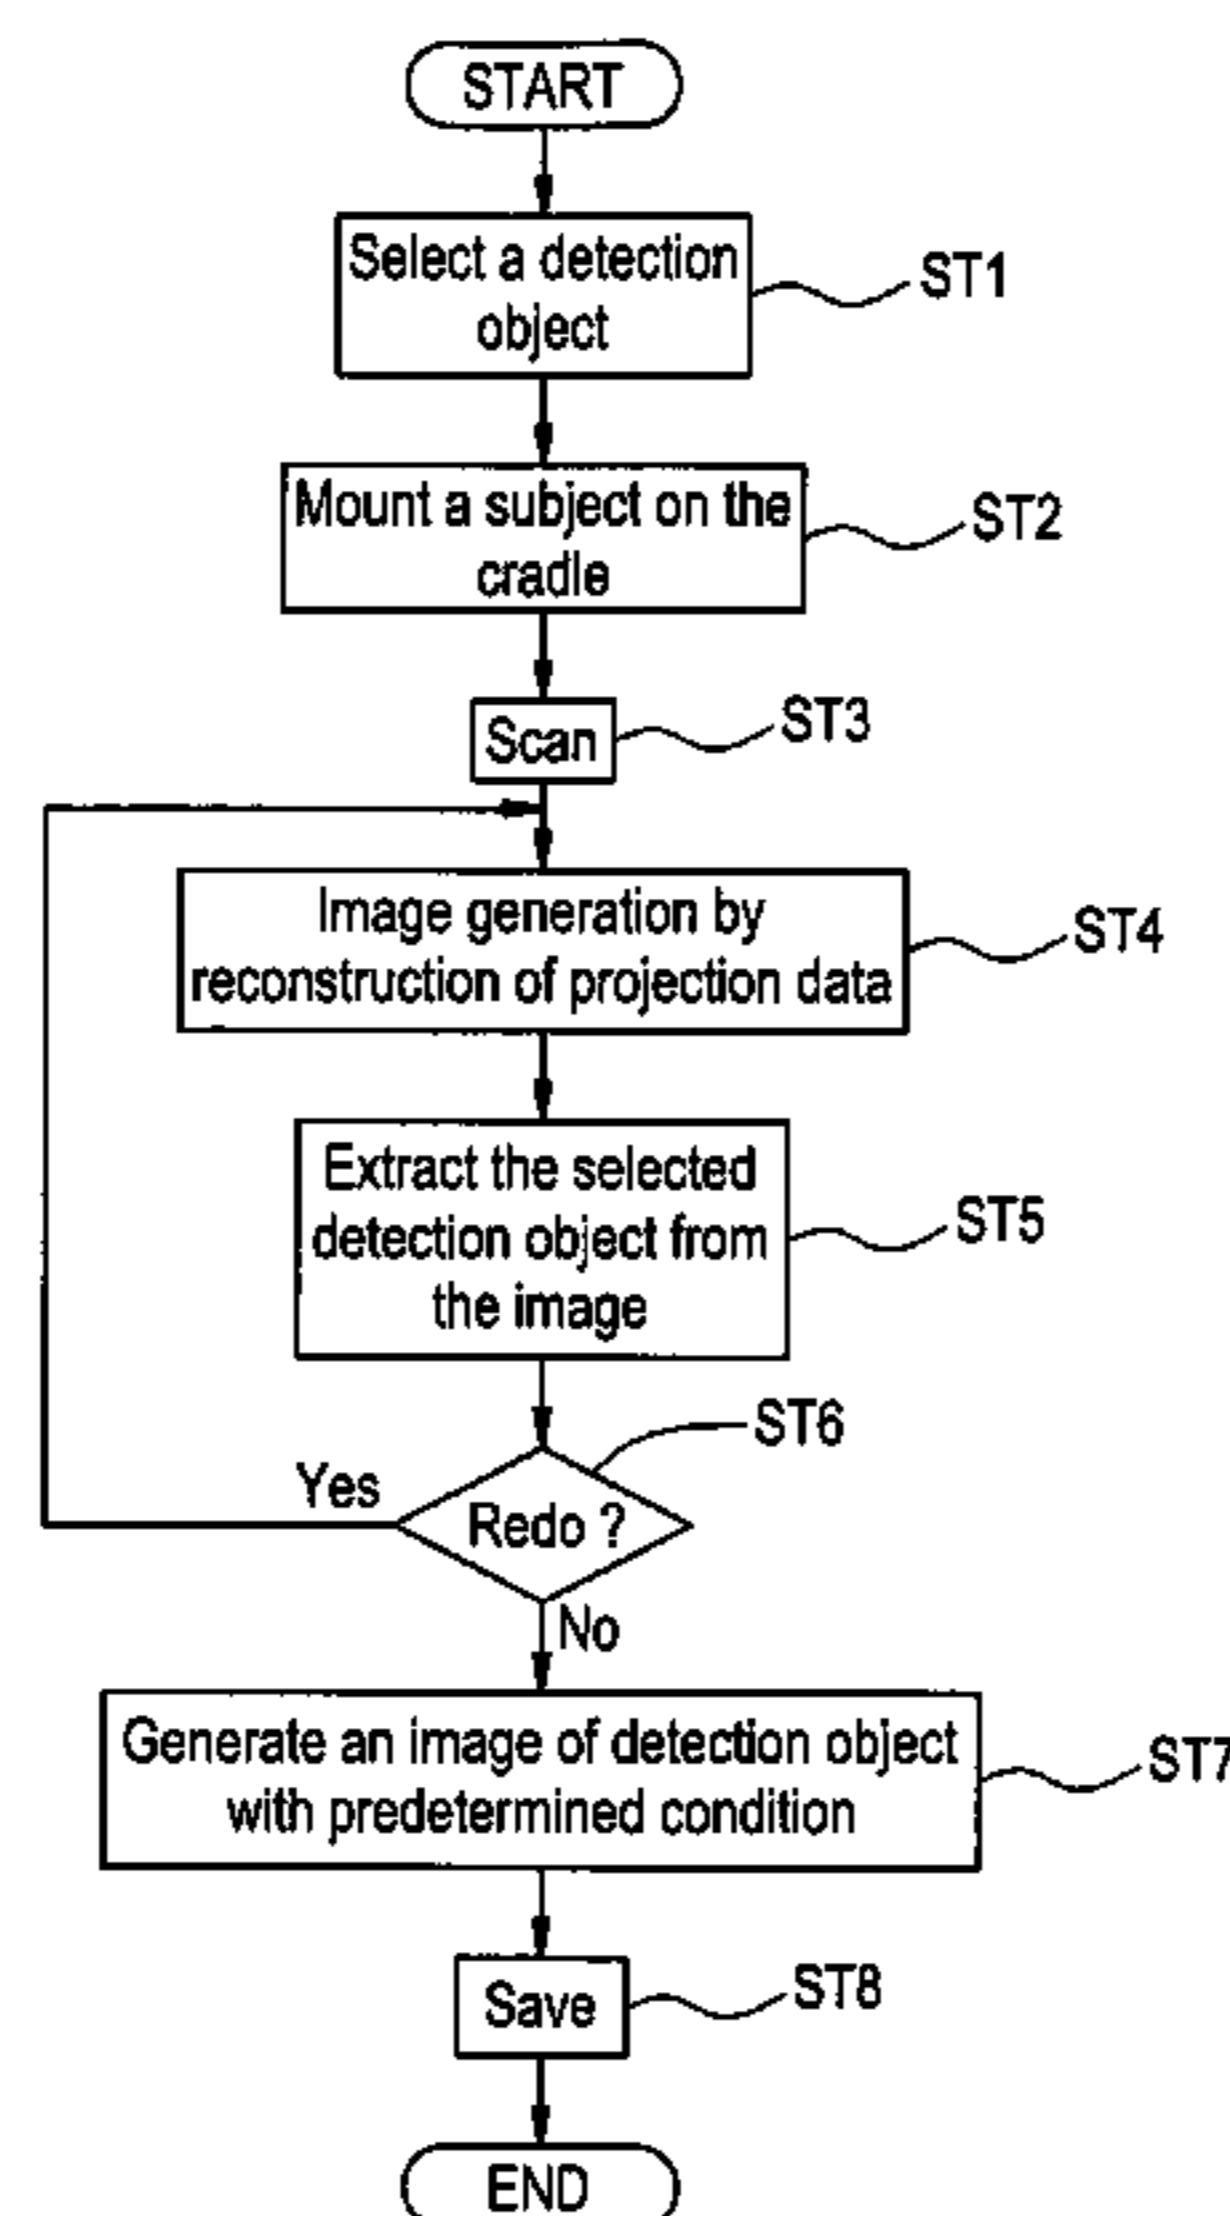 START
Select a detection
object
ST1
Mount a subject on the
cradle
ST2
Scan
ST3
Image generation by
reconstruction of projection data
ST4
Extract the selected
detection object from
the image
ST5
ST6
Yes
Redo ?
No
Generate an image of detection object
with predetermined condition
ST7
Save
ST8
END